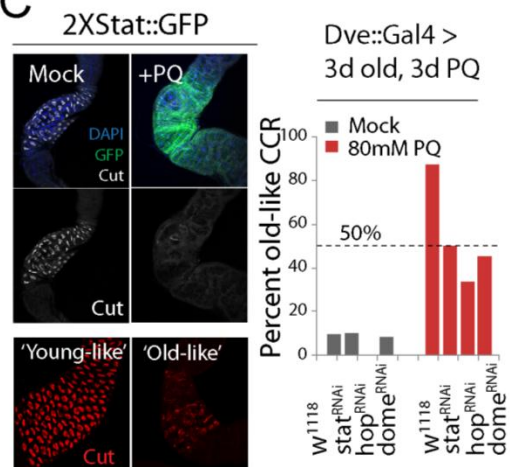 C
2XStat::GFP
Mock
+PQ
DAPI
GFP
Cut
Cut
'Young-like'
'Old-like'
Cut
Dve::Gal4 >
3d old, 3d PQ
Mock
80mM PQ
Percent old-like CCR
100
80
60
40
20
0
50%
w1118
statRNAi
hopRNAi
domeRNAi
w1118
statRNAi
hopRNAi
domeRNAi